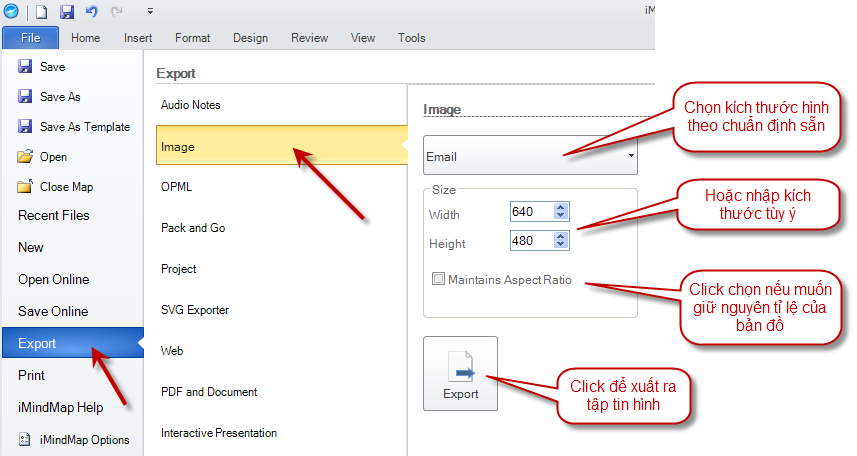 iM
File Home Insert Format Design Review View Tools
Save
Save As
Save As Template
Open
Close Map
Recent Files
New
Open Online
Save Online
Export
Print
iMindMap Help
iMindMap Options
Export
Audio Notes
Image
OPML
Pack and Go
Project
SVG Exporter
Web
PDF and Document
Interactive Presentation
Image
Email
Size
Width 640
Height 480
Maintains Aspect Ratio
Export
Chọn kích thước hình
theo chuẩn định sẵn
Hoặc nhập kích
thước tùy ý
Click chọn nếu muốn
giữ nguyên tỉ lệ của
bản đồ
Click để xuất ra
tập tin hình